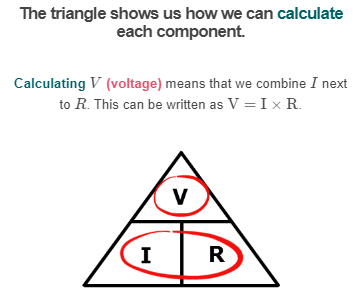 The triangle shows us how we can calculate
each component.
Calculating V (voltage) means that we combine I next
to R. This can be written as V = I × R.
V
I R